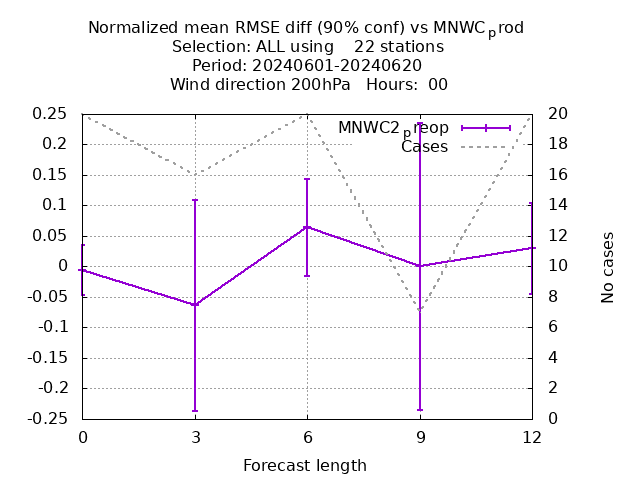 Normalized mean RMSE diff (90% conf) vs MNWCprod
Selection: ALL using    22 stations
Period: 20240601-20240620
Wind direction 200hPa   Hours:  00
MNWC2preop
Cases
0.25
0.2
0.15
0.1
0.05
0
-0.05
-0.1
-0.15
-0.2
-0.25
20
18
16
14
12
10
8
6
4
2
0
No cases
0 3 6 9 12
Forecast length